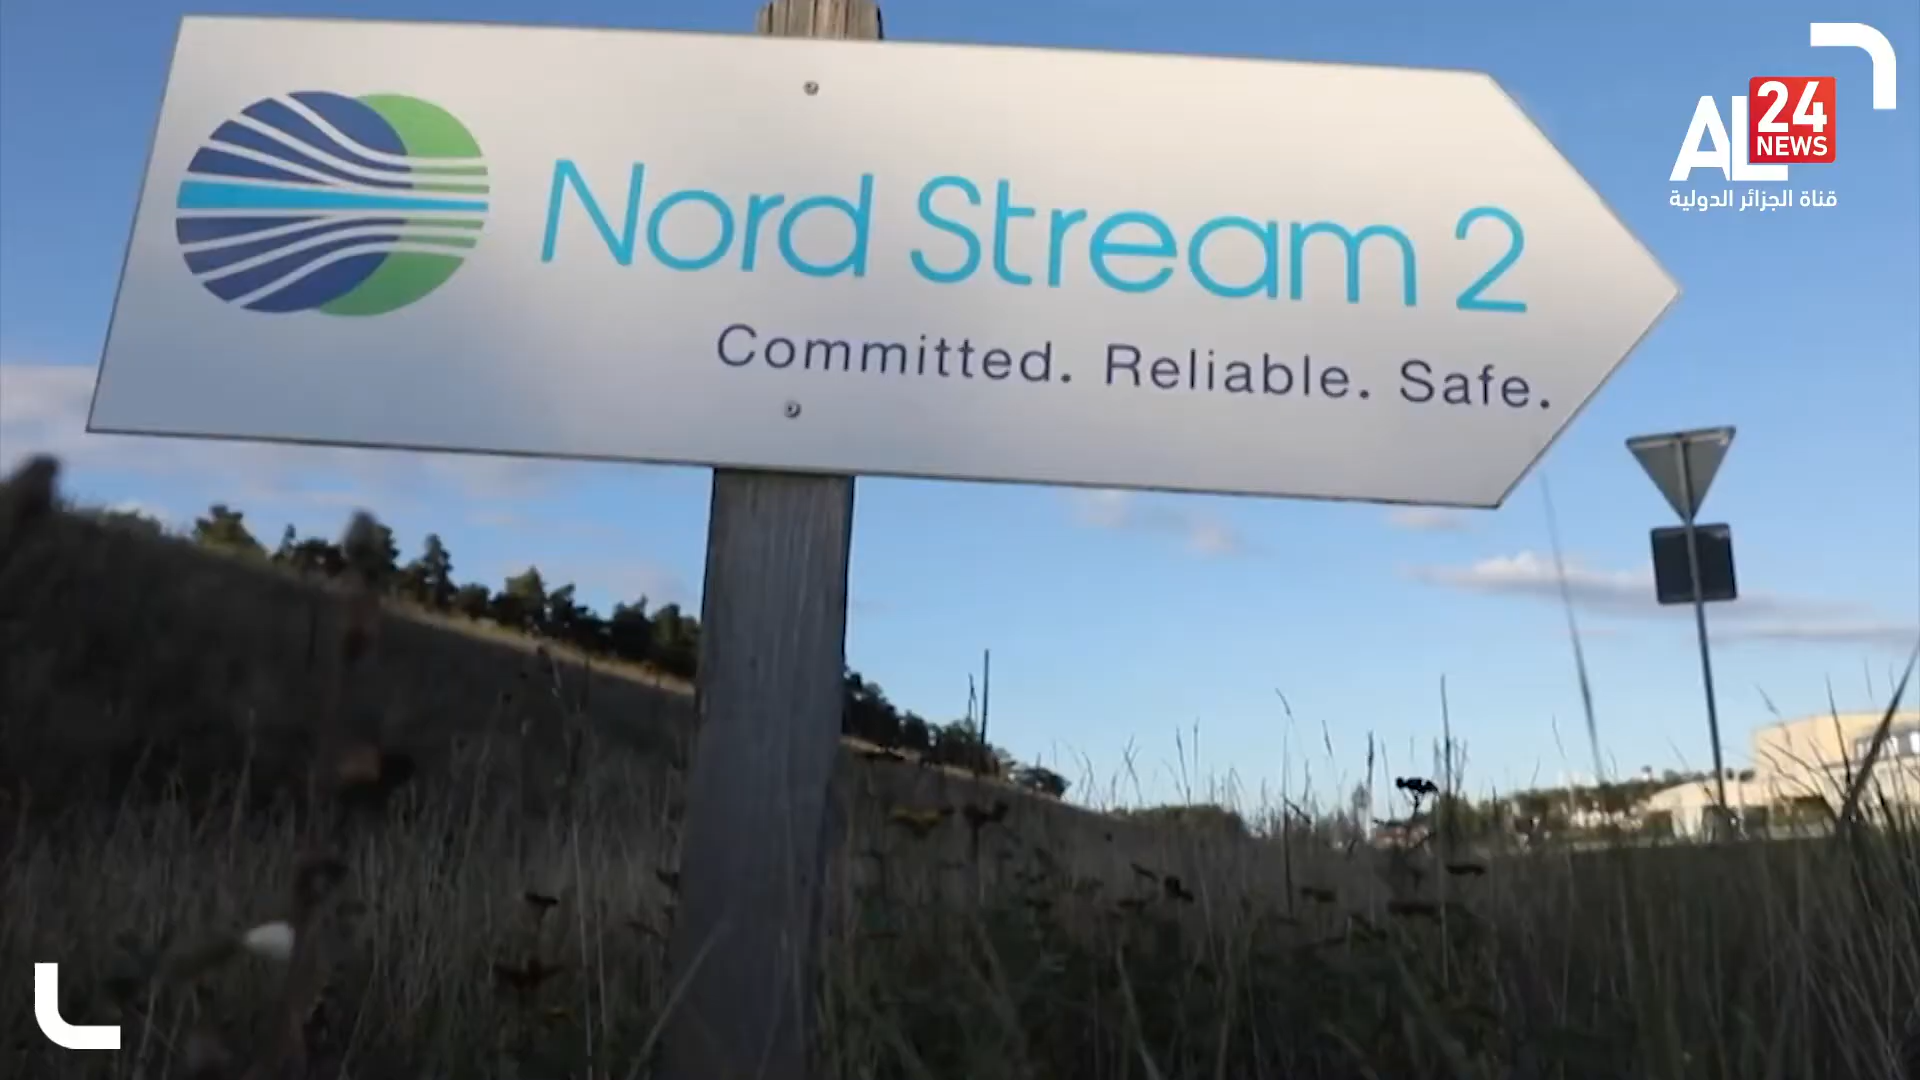 Nord Stream 2
Committed. Reliable. Safe.
AL
24
NEWS
قناة الجزائر الدولية